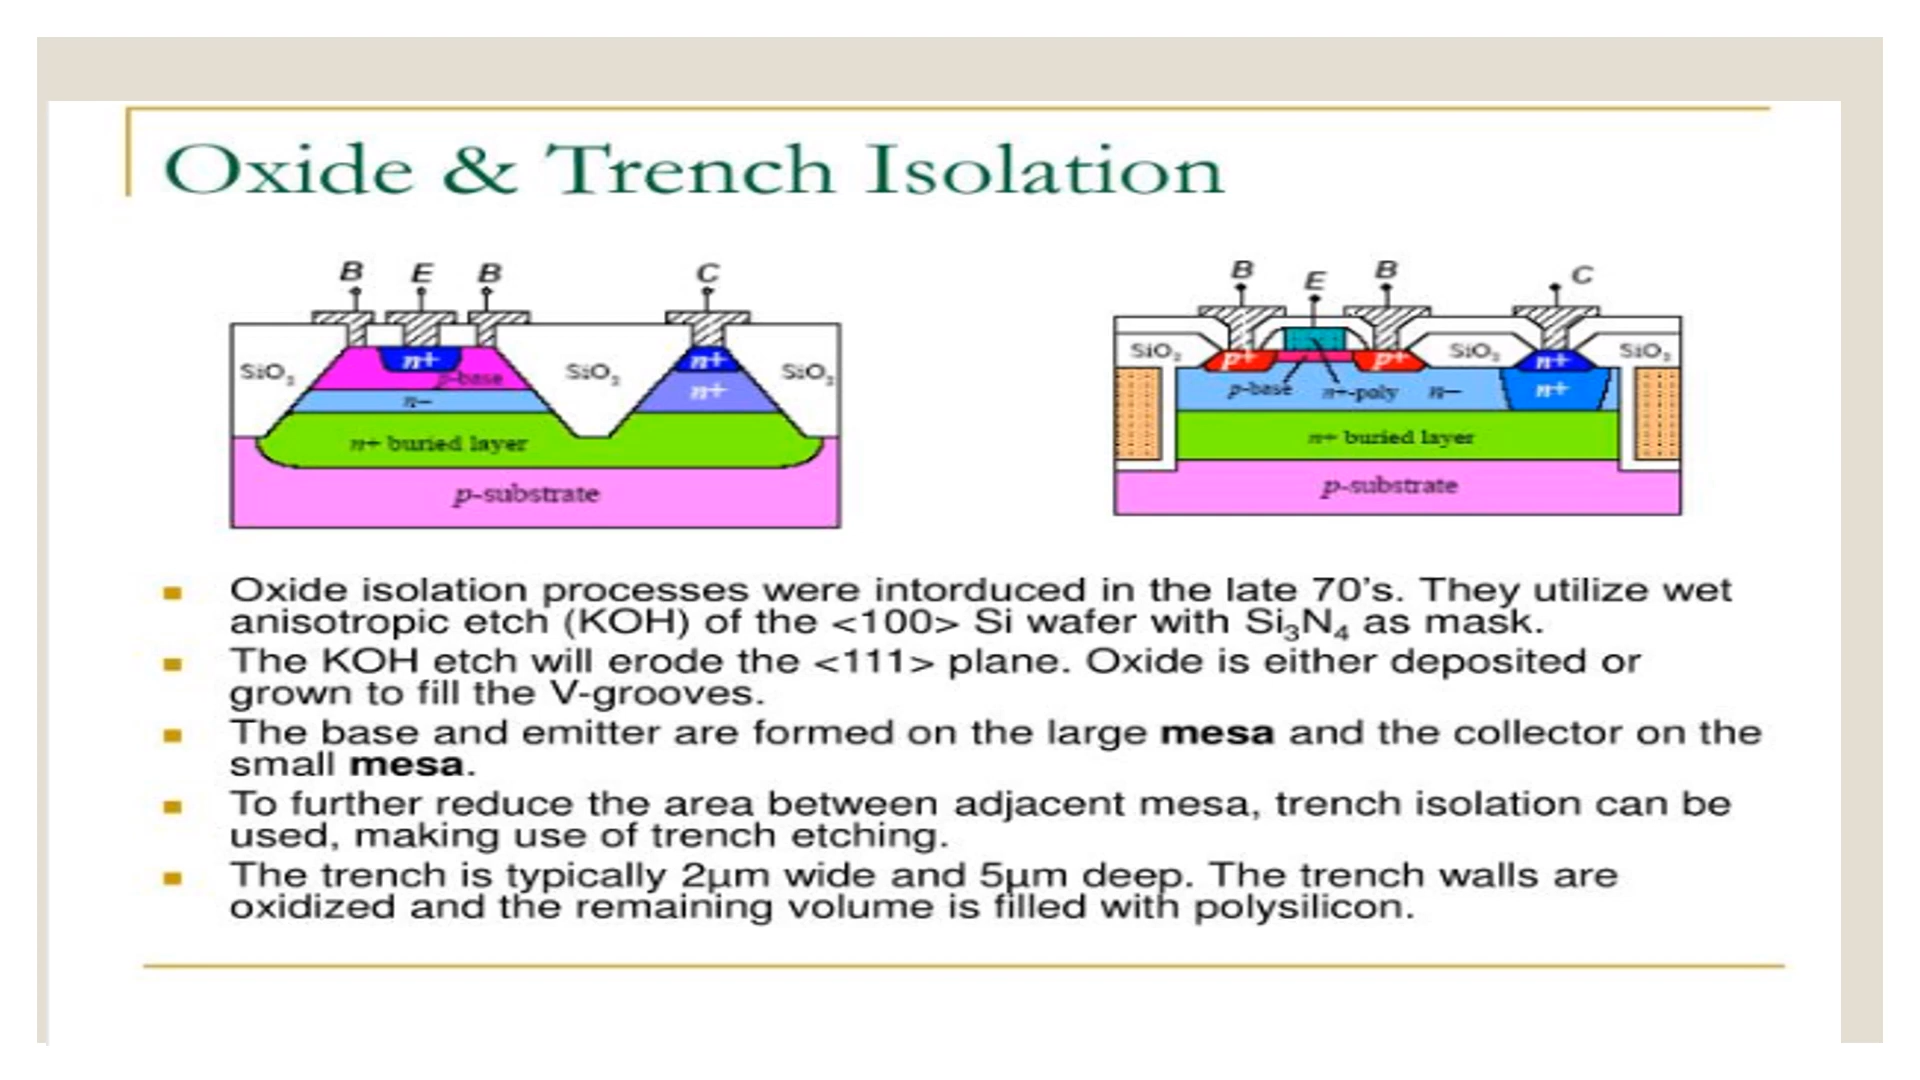 Oxide & Trench Isolation
B E B C
SiO₂ n+ p-base SiO₂ n+ SiO₂
n− n+
n+ buried layer
p-substrate
B E B C
SiO₂ p+ p+ SiO₂ n+ SiO₂
p-base n+-poly n− n+
n+ buried layer
p-substrate
Oxide isolation processes were intorduced in the late 70's. They utilize wet
anisotropic etch (KOH) of the <100> Si wafer with Si₃N₄ as mask.
The KOH etch will erode the <111> plane. Oxide is either deposited or
grown to fill the V-grooves.
The base and emitter are formed on the large mesa and the collector on the
small mesa.
To further reduce the area between adjacent mesa, trench isolation can be
used, making use of trench etching.
The trench is typically 2µm wide and 5µm deep. The trench walls are
oxidized and the remaining volume is filled with polysilicon.